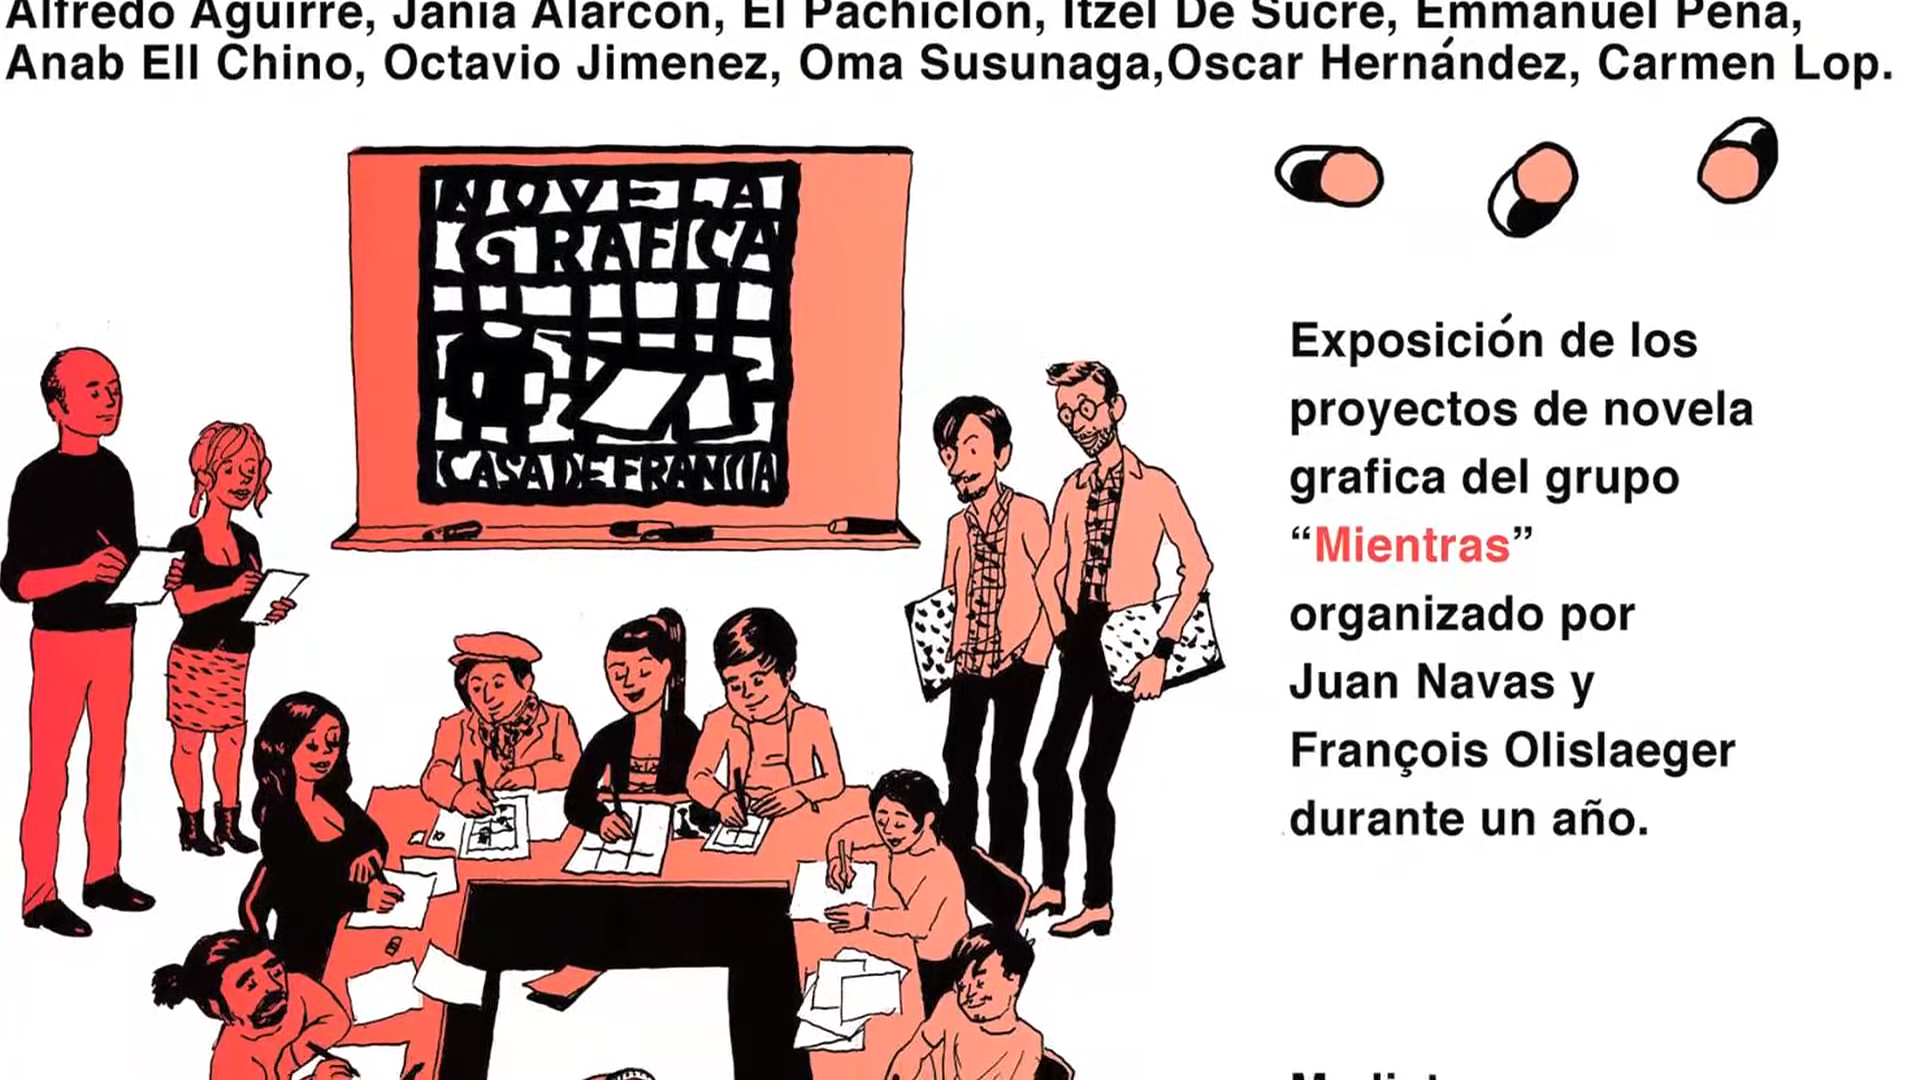 Alfredo Aguirre, Jania Alarcon, El Pachiclón, Itzel De Sucre, Emmanuel Peña,
Anab Ell Chino, Octavio Jimenez, Oma Susunaga,Oscar Hernández, Carmen Lop.
NOVELA
GRAFICA
CASA DE FRANCIA
Exposición de los
proyectos de novela
grafica del grupo
“Mientras”
organizado por
Juan Navas y
François Olislaeger
durante un año.